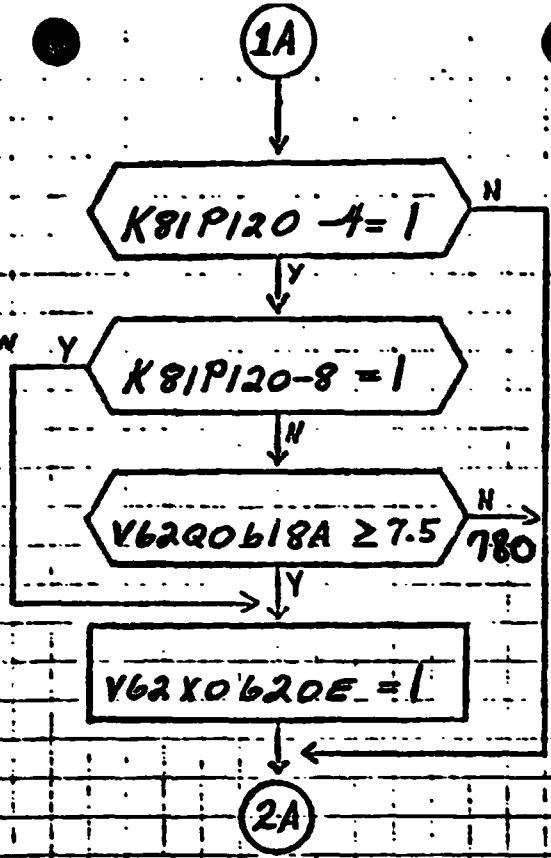 1A
K81P120 -4= 1
N
Y
N Y
K81P120-8 = 1
N
V62Q0618A ≥ 7.5
N
780
Y
V62X0620E = 1
2A